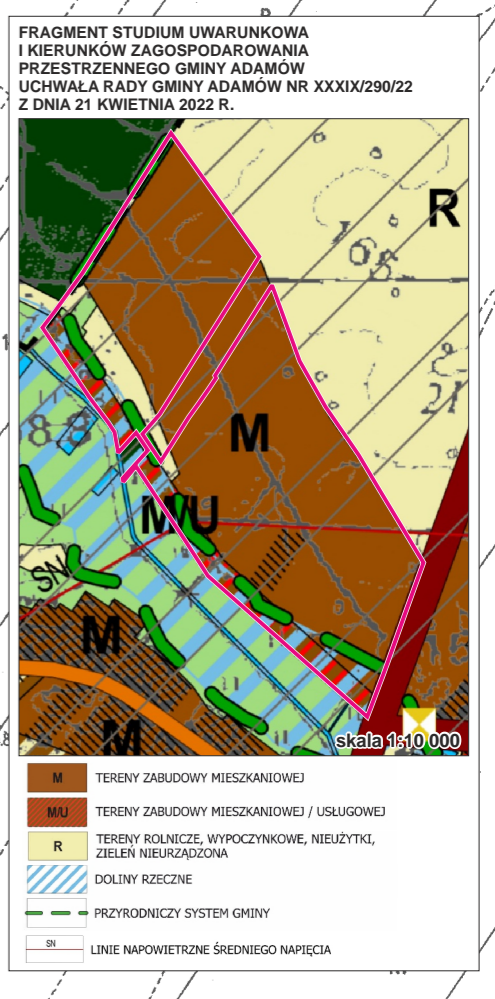 FRAGMENT STUDIUM UWARUNKOWA
I KIERUNKÓW ZAGOSPODAROWANIA
PRZESTRZENNEGO GMINY ADAMÓW
UCHWAŁA RADY GMINY ADAMÓW NR XXXIX/290/22
Z DNIA 21 KWIETNIA 2022 R.
R
M
M/U
SN
M
M
skala 1:10 000
M TERENY ZABUDOWY MIESZKANIOWEJ
M/U TERENY ZABUDOWY MIESZKANIOWEJ / USŁUGOWEJ
R TERENY ROLNICZE, WYPOCZYNKOWE, NIEUŻYTKI,
ZIELEŃ NIEURZĄDZONA
DOLINY RZECZNE
PRZYRODNICZY SYSTEM GMINY
SN LINIE NAPOWIETRZNE ŚREDNIEGO NAPIĘCIA